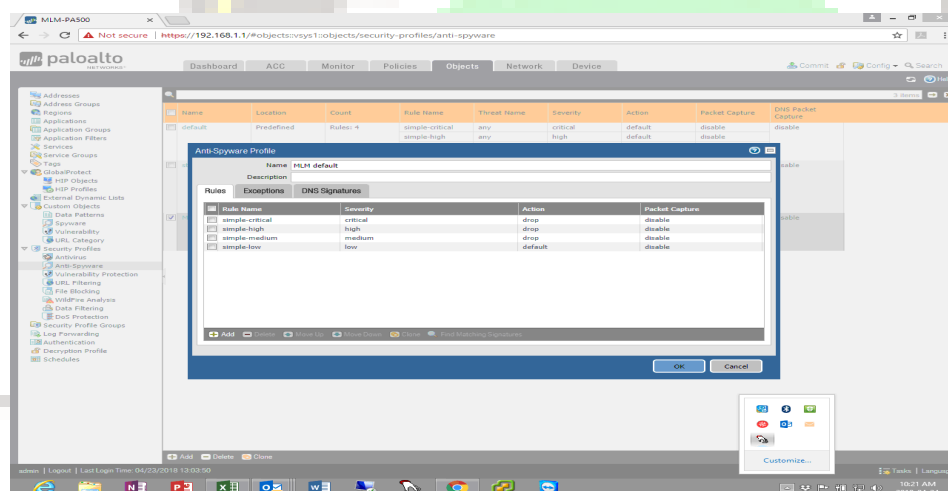 MLM-PA500
Not secure | https://192.168.1.1/#objects:vsys1::objects/security-profiles/anti-spyware
paloalto
NETWORKS
Dashboard ACC Monitor Policies Objects Network Device
Commit Config Search
Help
3 items
Addresses
Address Groups
Regions
Applications
Application Groups
Application Filters
Services
Service Groups
Tags
GlobalProtect
HIP Objects
HIP Profiles
External Dynamic Lists
Custom Objects
Data Patterns
Spyware
Vulnerability
URL Category
Security Profiles
Antivirus
Anti-Spyware
Vulnerability Protection
URL Filtering
File Blocking
WildFire Analysis
Data Filtering
DoS Protection
Security Profile Groups
Log Forwarding
Authentication
Decryption Profile
Schedules
Name Location Count Rule Name Threat Name Severity Action Packet Capture DNS Packet Capture
default Predefined Rules: 4 simple-critical any critical default disable disable
simple-high any high default disable
Anti-Spyware Profile
Name MLM default
Description
Rules Exceptions DNS Signatures
Rule Name Severity Action Packet Capture
simple-critical critical drop disable
simple-high high drop disable
simple-medium medium drop disable
simple-low low default disable
Add Delete Move Up Move Down Clone Find Matching Signatures
OK Cancel
Customize...
Add Delete Clone
admin | Logout | Last Login Time: 04/23/2018 13:03:50
Tasks | Languag
10:21 AM